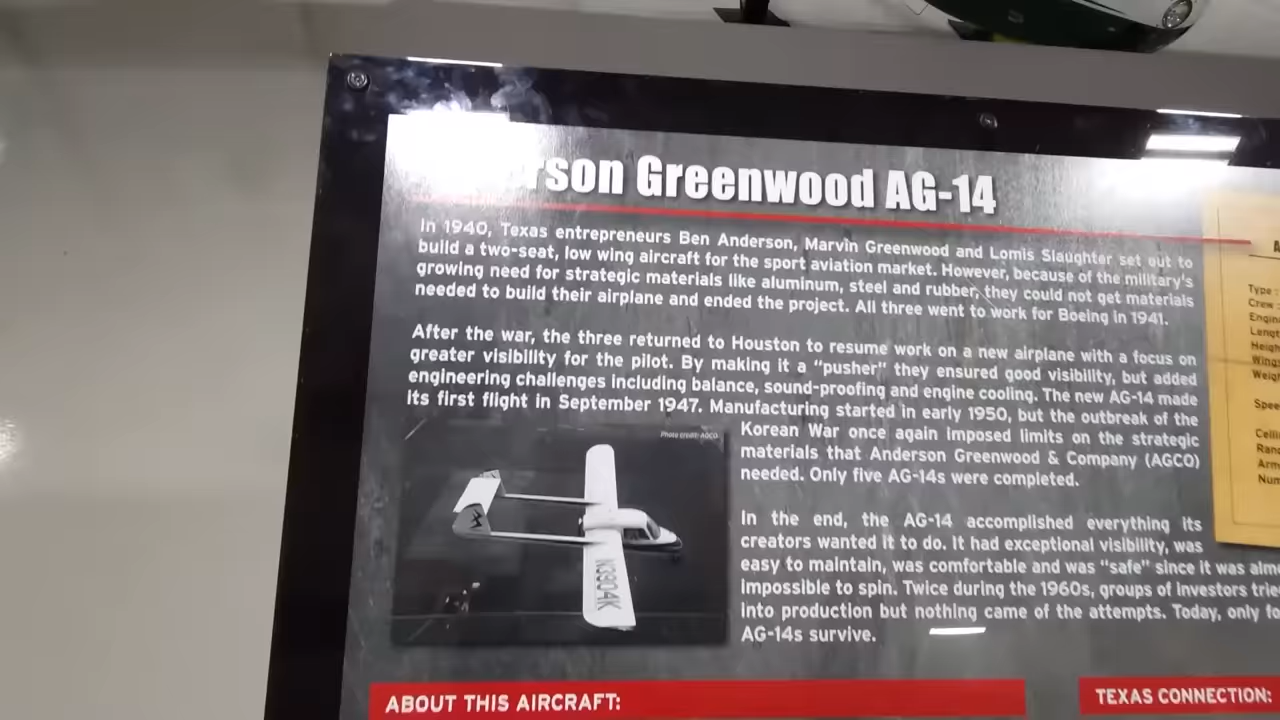 rson Greenwood AG-14
In 1940, Texas entrepreneurs Ben Anderson, Marvin Greenwood and Lomis Slaughter set out to
build a two-seat, low wing aircraft for the sport aviation market. However, because of the military's
growing need for strategic materials like aluminum, steel and rubber, they could not get materials
needed to build their airplane and ended the project. All three went to work for Boeing in 1941.
After the war, the three returned to Houston to resume work on a new airplane with a focus on
greater visibility for the pilot. By making it a “pusher” they ensured good visibility, but added
engineering challenges including balance, sound-proofing and engine cooling. The new AG-14 made
its first flight in September 1947. Manufacturing started in early 1950, but the outbreak of the
Korean War once again imposed limits on the strategic
materials that Anderson Greenwood & Company (AGCO)
needed. Only five AG-14s were completed.
Photo credit: AGCO
N3904K
In the end, the AG-14 accomplished everything its
creators wanted it to do. It had exceptional visibility, was
easy to maintain, was comfortable and was “safe” since it was alm
impossible to spin. Twice during the 1960s, groups of investors trie
into production but nothing came of the attempts. Today, only fo
AG-14s survive.
ABOUT THIS AIRCRAFT:
TEXAS CONNECTION:
Type :
Crew :
Engin
Lengt
Heigh
Wings
Weigh
Spee
Ceili
Ran
Arm
Num